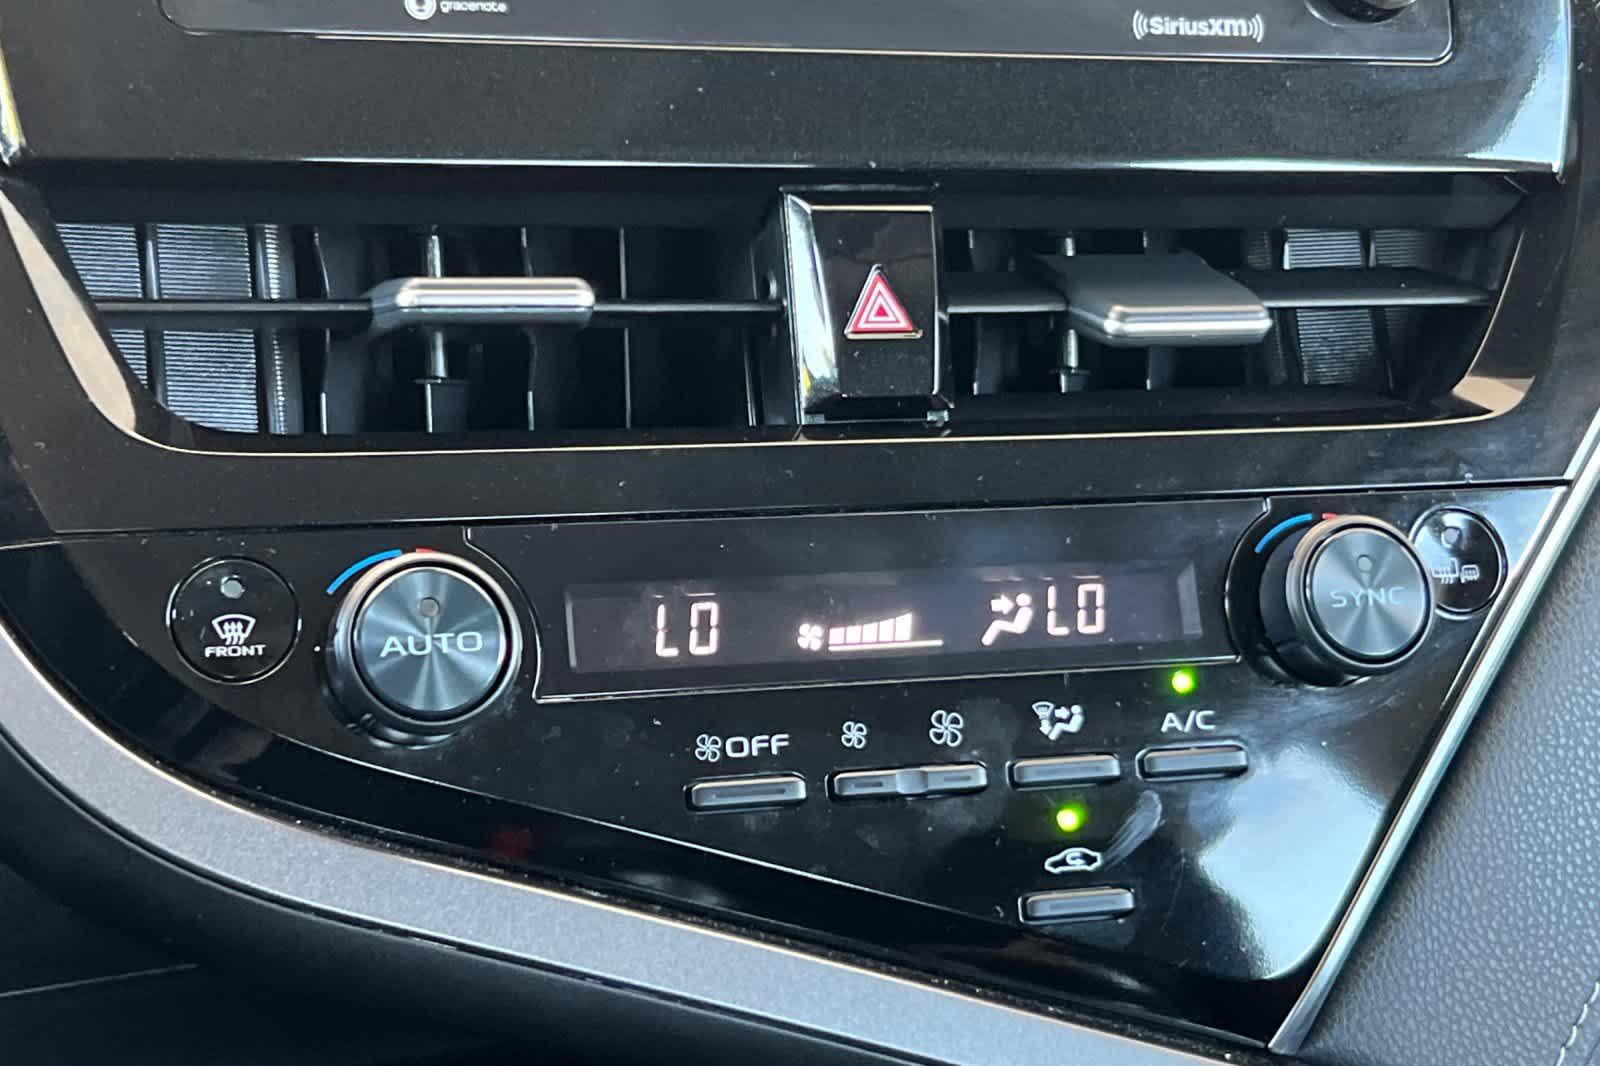 gracenote
SiriusXM
FRONT
AUTO
LO
LO
SYNC
OFF
A/C